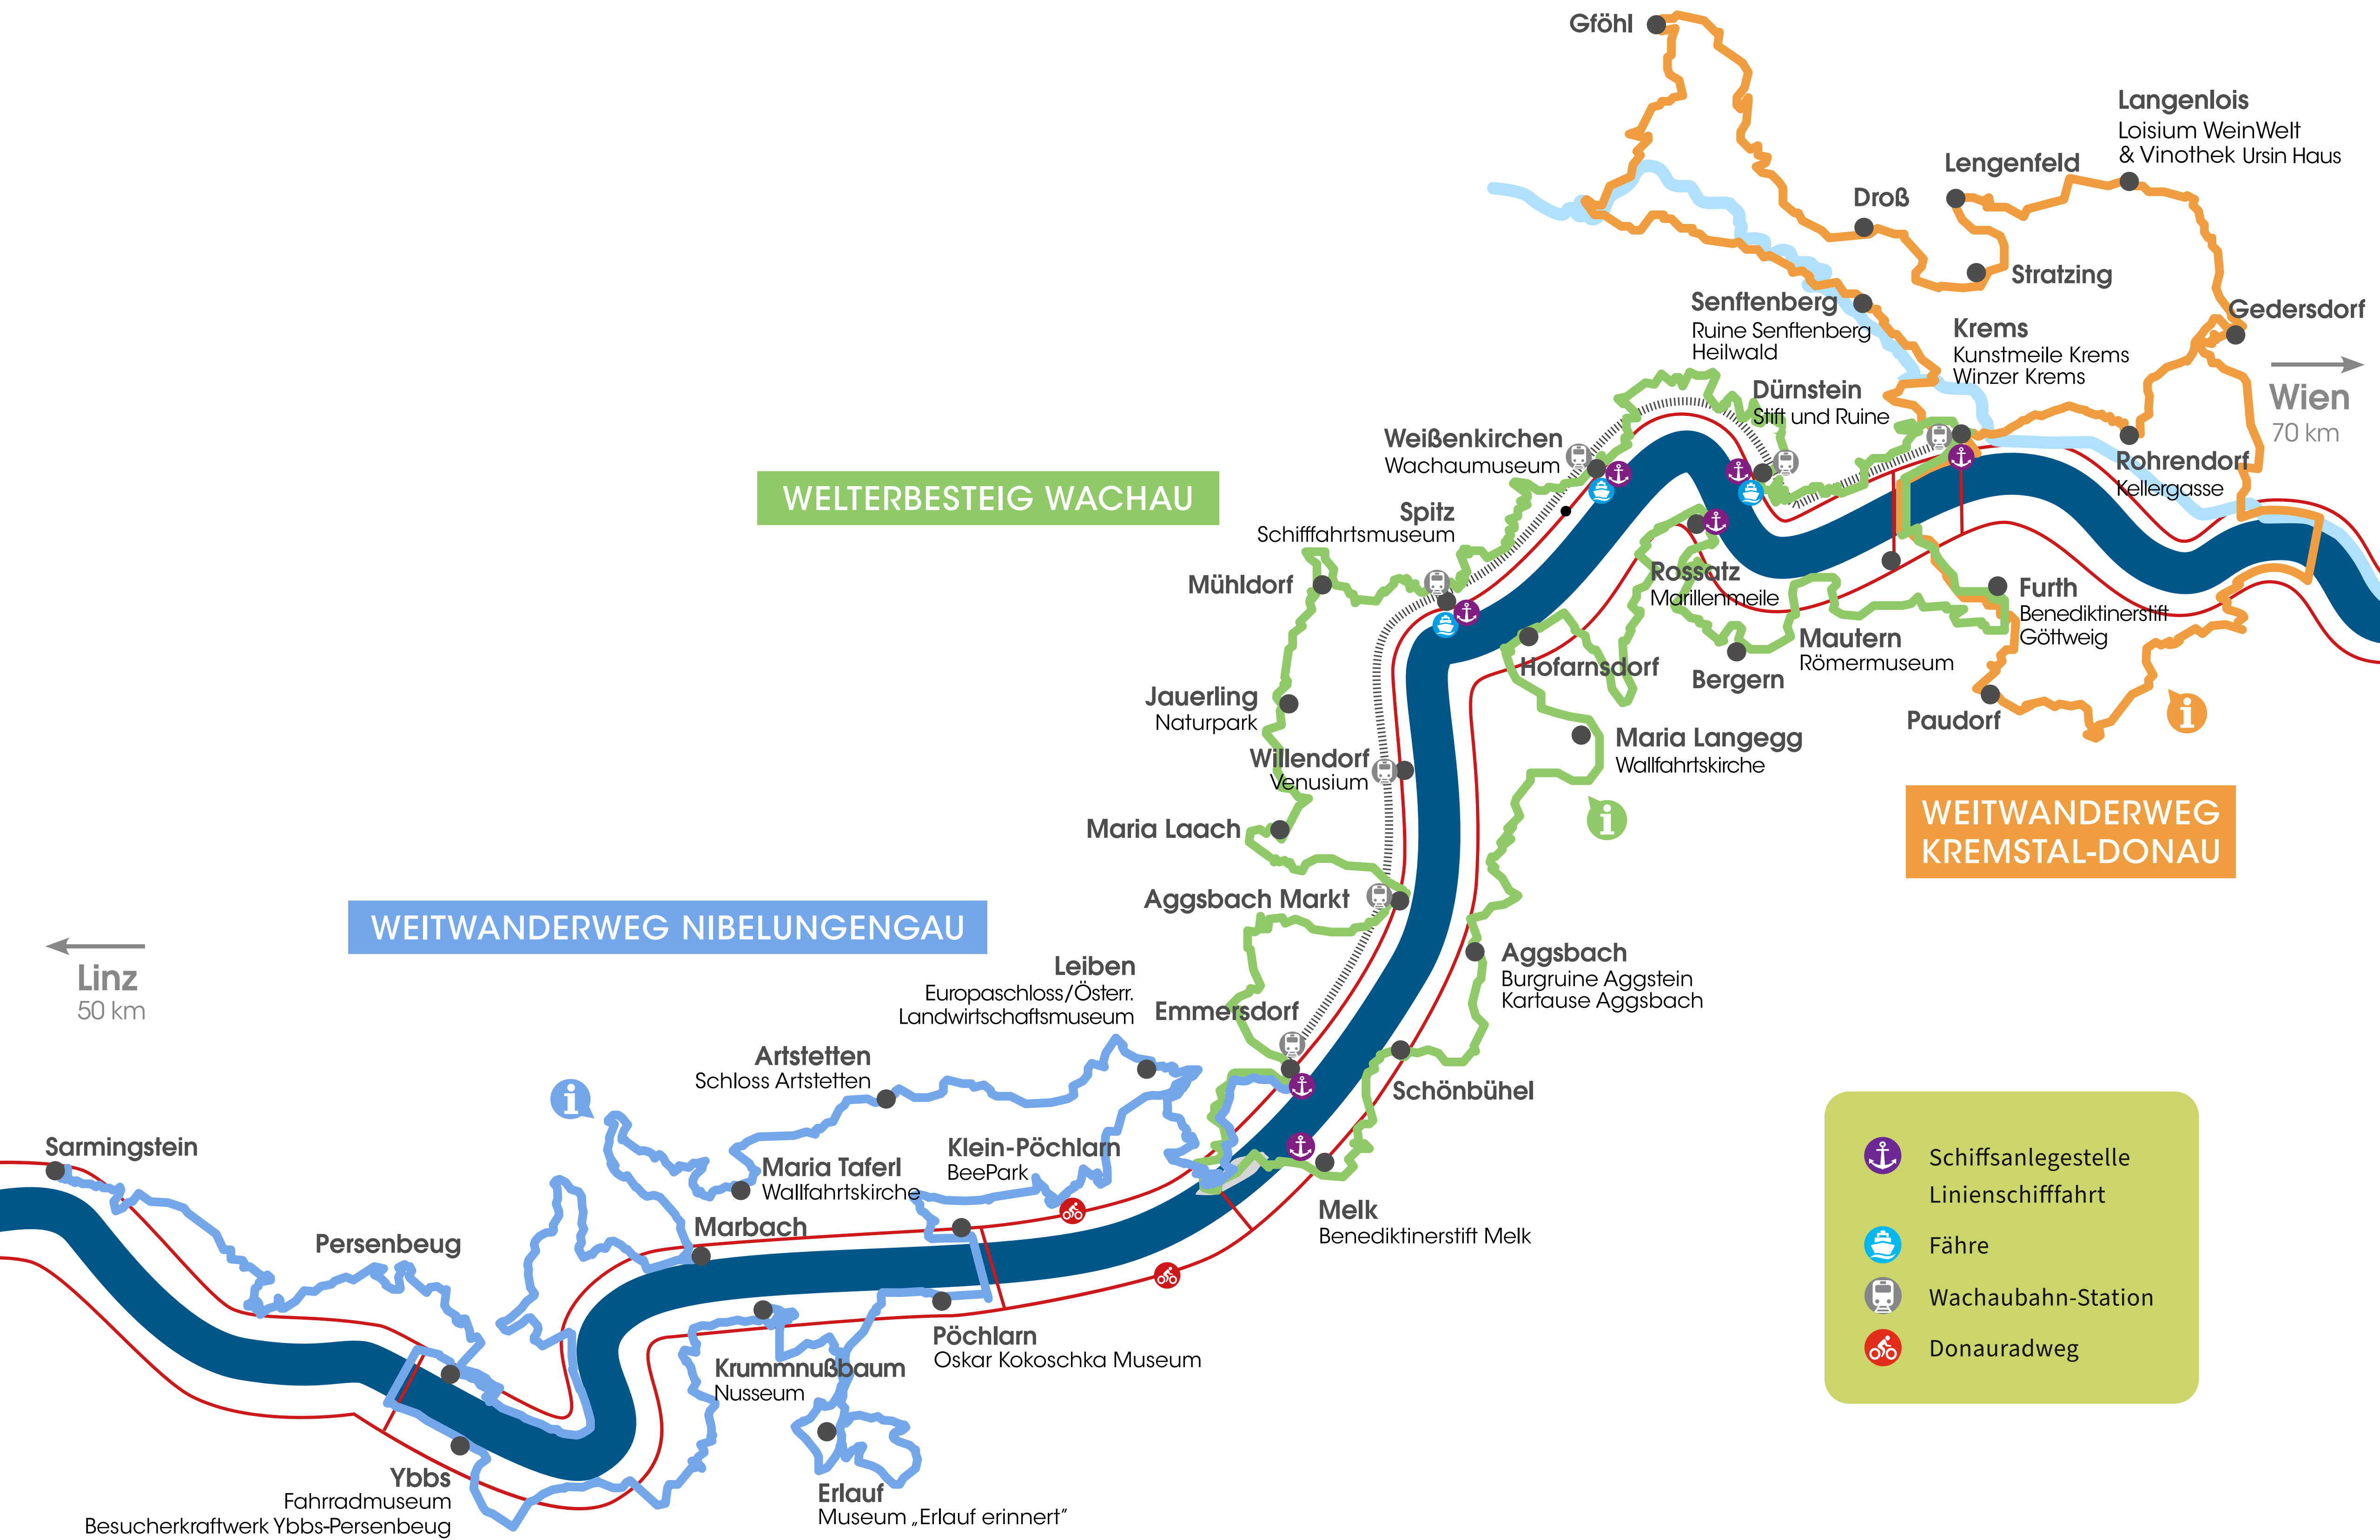 Gföhl
Langenlois
Loisium WeinWelt
& Vinothek Ursin Haus
Lengenfeld
Droß
Stratzing
Senftenberg
Ruine Senftenberg
Heilwald
Gedersdorf
Krems
Kunstmeile Krems
Winzer Krems
Wien
70 km
Dürnstein
Stift und Ruine
Weißenkirchen
Wachaumuseum
Rohrendorf
Kellergasse
WELTERBESTEIG WACHAU
Spitz
Schifffahrtsmuseum
Mühldorf
Rossatz
Marillenmeile
Furth
Benediktinerstift
Göttweig
Mautern
Römermuseum
Hofarnsdorf
Bergern
Jauerling
Naturpark
Paudorf
i
Maria Langegg
Wallfahrtskirche
Willendorf
Venusium
i
Maria Laach
WEITWANDERWEG
KREMSTAL-DONAU
Aggsbach Markt
WEITWANDERWEG NIBELUNGENGAU
Aggsbach
Burgruine Aggstein
Kartause Aggsbach
Linz
50 km
Leiben
Europaschloss/Österr.
Landwirtschaftsmuseum
Emmersdorf
Artstetten
Schloss Artstetten
i
Schönbühel
Sarmingstein
Klein-Pöchlarn
BeePark
Maria Taferl
Wallfahrtskirche
Melk
Benediktinerstift Melk
Marbach
Persenbeug
Pöchlarn
Oskar Kokoschka Museum
Krummnußbaum
Nusseum
Ybbs
Fahrradmuseum
Besucherkraftwerk Ybbs-Persenbeug
Erlauf
Museum „Erlauf erinnert“
Schiffsanlegestelle
Linienschifffahrt
Fähre
Wachaubahn-Station
Donauradweg